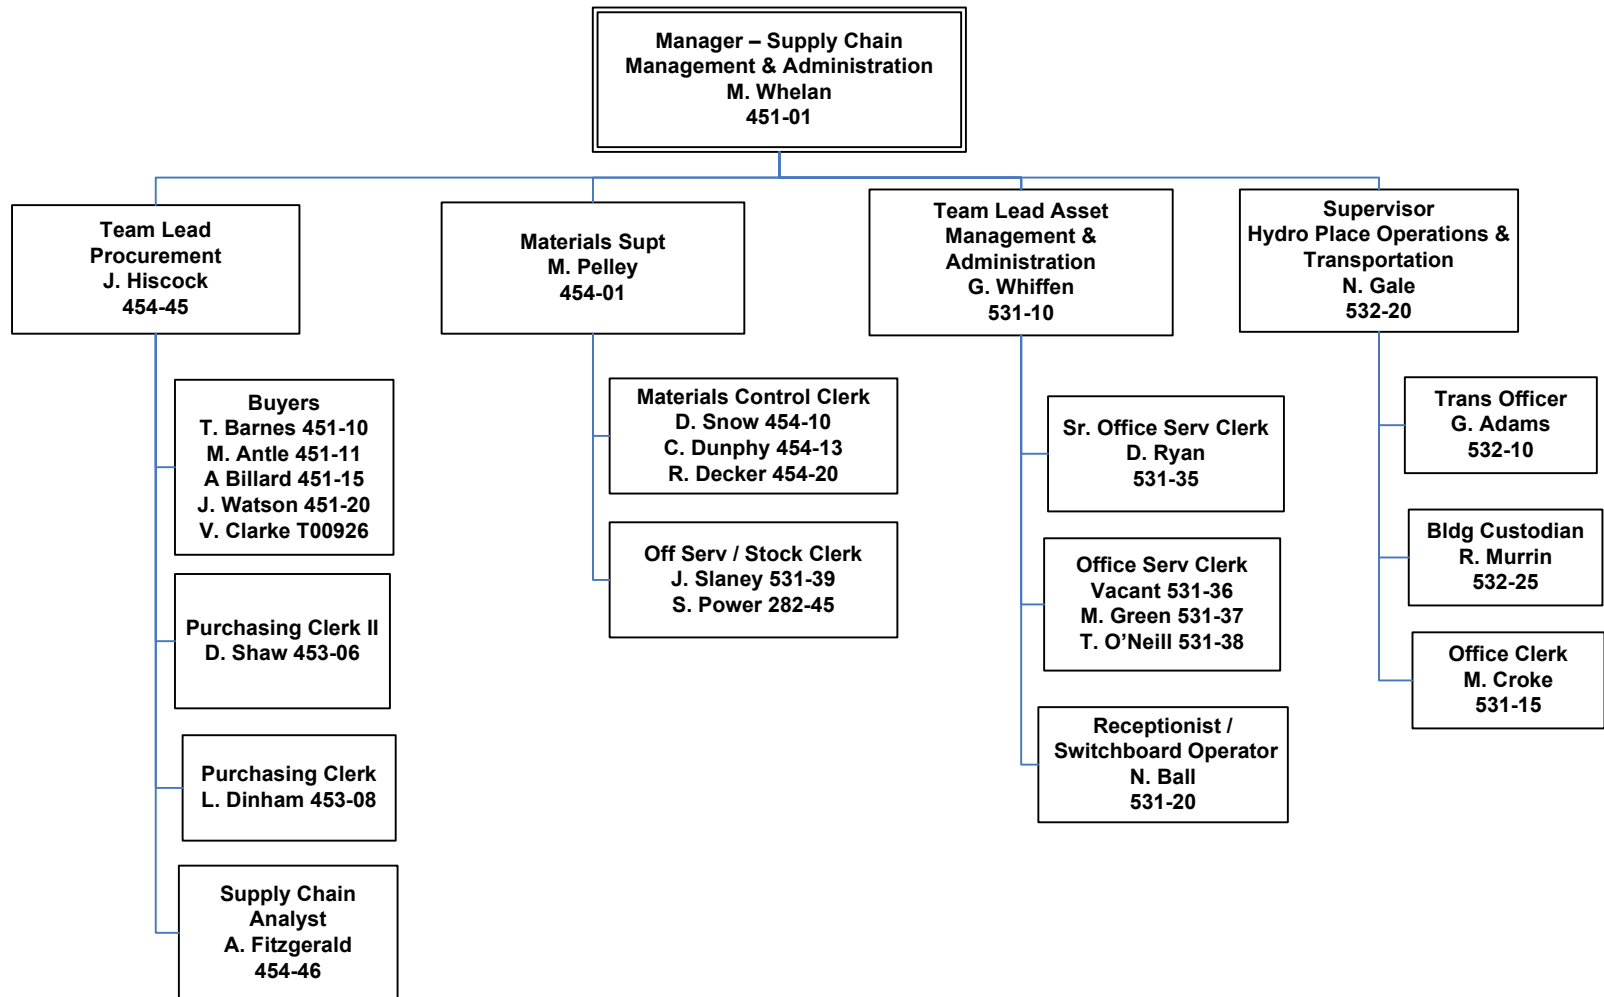 Manager – Supply Chain
Management & Administration
M. Whelan
451-01
Team Lead
Procurement
J. Hiscock
454-45
Materials Supt
M. Pelley
454-01
Team Lead Asset
Management &
Administration
G. Whiffen
531-10
Supervisor
Hydro Place Operations &
Transportation
N. Gale
532-20
Buyers
T. Barnes 451-10
M. Antle 451-11
A Billard 451-15
J. Watson 451-20
V. Clarke T00926
Purchasing Clerk II
D. Shaw 453-06
Purchasing Clerk
L. Dinham 453-08
Supply Chain
Analyst
A. Fitzgerald
454-46
Materials Control Clerk
D. Snow 454-10
C. Dunphy 454-13
R. Decker 454-20
Off Serv / Stock Clerk
J. Slaney 531-39
S. Power 282-45
Sr. Office Serv Clerk
D. Ryan
531-35
Office Serv Clerk
Vacant 531-36
M. Green 531-37
T. O’Neill 531-38
Receptionist /
Switchboard Operator
N. Ball
531-20
Trans Officer
G. Adams
532-10
Bldg Custodian
R. Murrin
532-25
Office Clerk
M. Croke
531-15